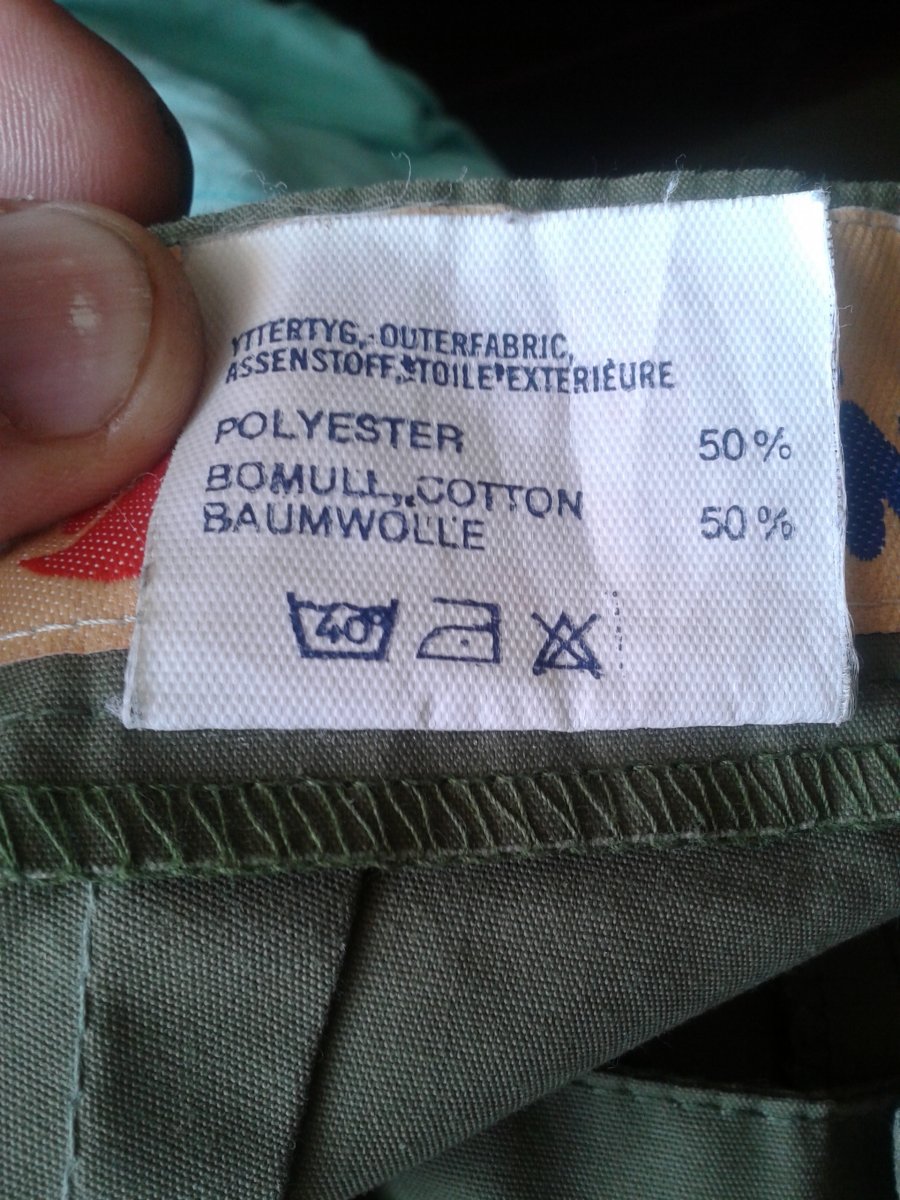 YTTERTYG, OUTERFABRIC,
ASSENSTOFF, TOILE EXTERIEURE
POLYESTER 50%
BOMULL, COTTON
BAUMWOLLE 50%
40°